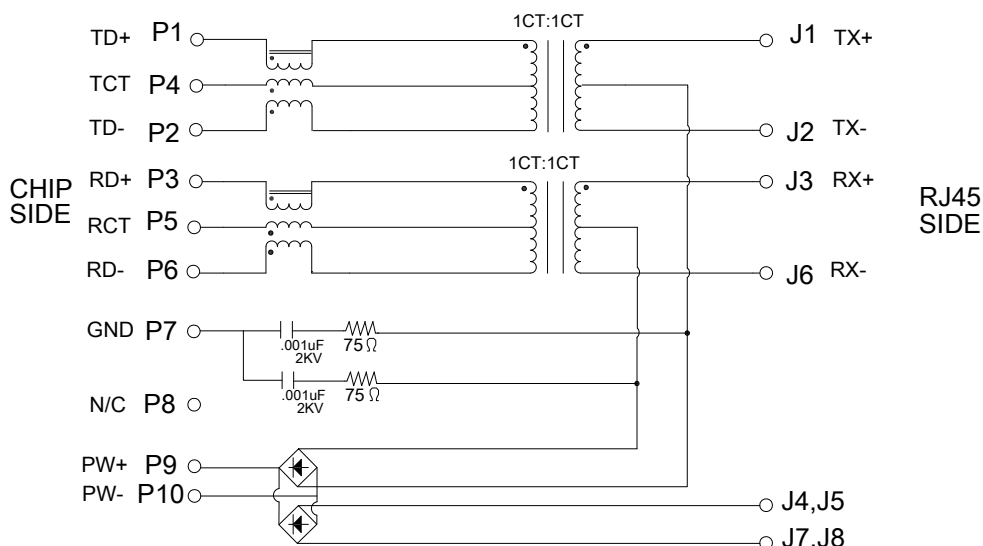 1CT:1CT
TD+ P1
J1 TX+
TCT P4
TD- P2
J2 TX-
1CT:1CT
CHIP
SIDE
RD+ P3
J3 RX+
RJ45
SIDE
RCT P5
RD- P6
J6 RX-
GND P7
.001uF
2KV
75Ω
.001uF
2KV
75Ω
N/C P8
PW+ P9
PW- P10
J4,J5
J7,J8